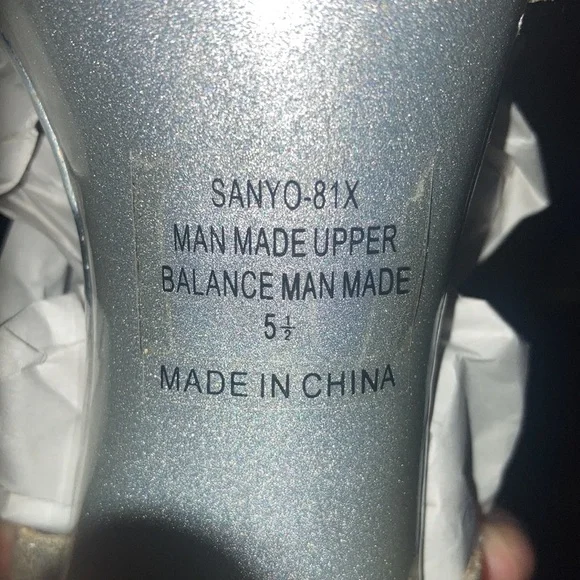 SANYO-81X
MAN MADE UPPER
BALANCE MAN MADE
5½
MADE IN CHINA